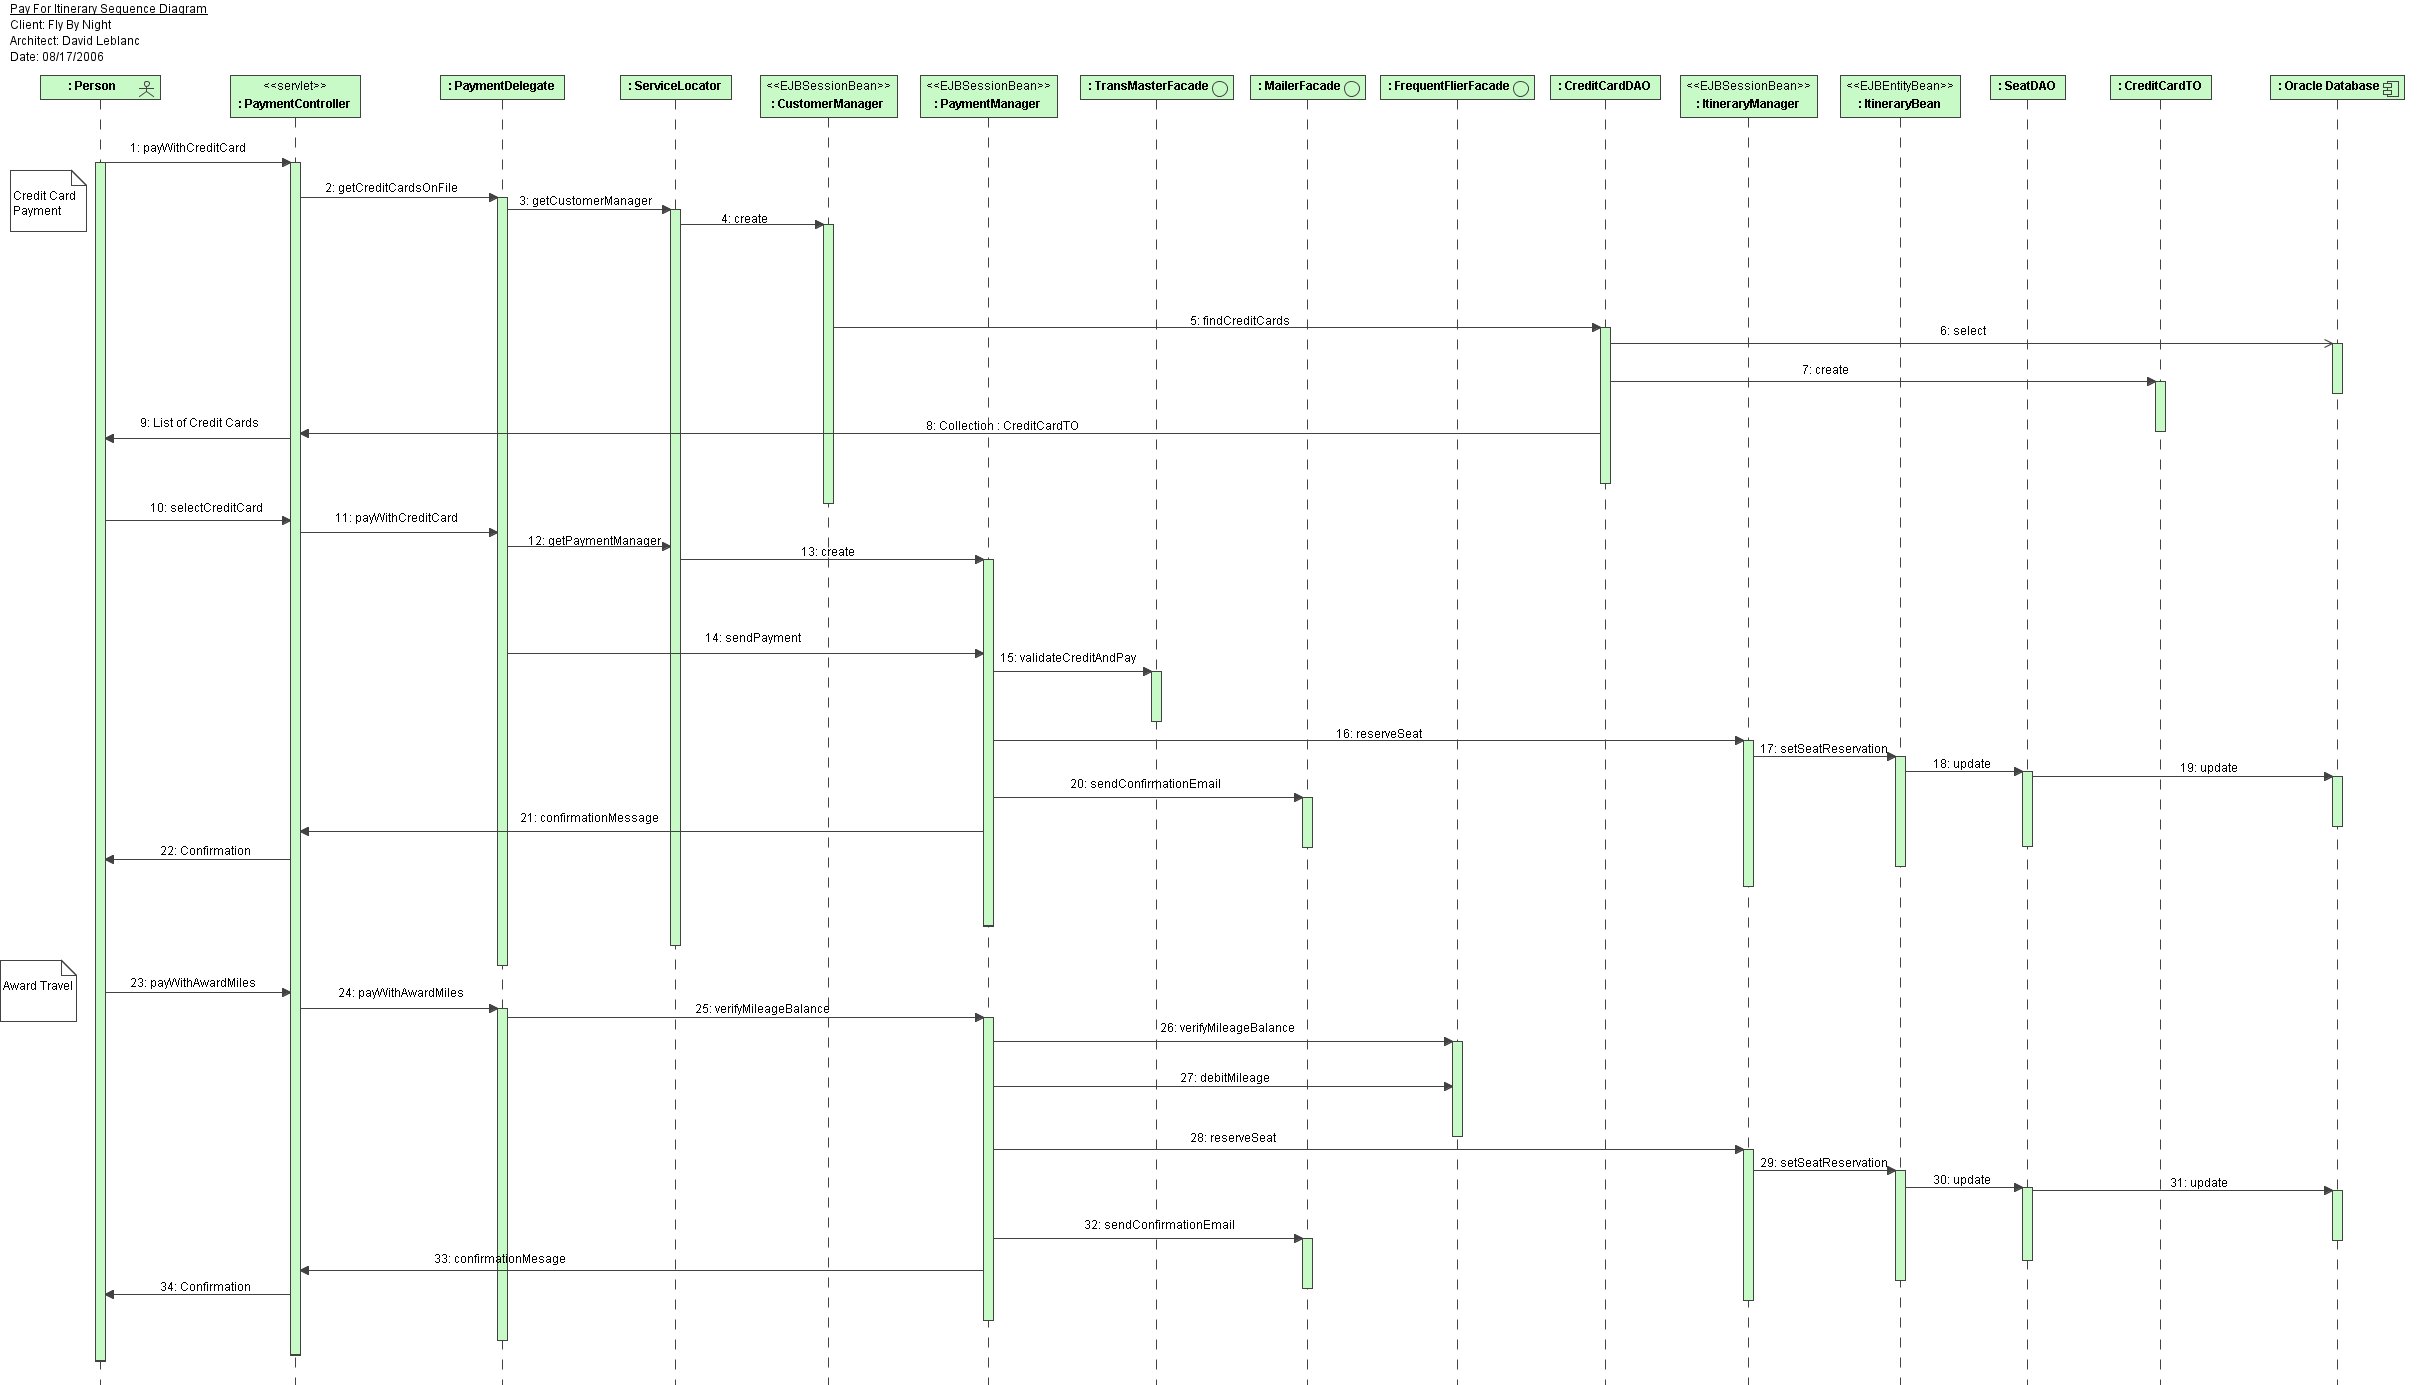 Pay For Itinerary Sequence Diagram
Client: Fly By Night
Architect: David Leblanc
Date: 08/17/2006
: Person
<<servlet>>
: PaymentController
: PaymentDelegate
: ServiceLocator
<<EJBSessionBean>>
: CustomerManager
<<EJBSessionBean>>
: PaymentManager
: TransMasterFacade
: MailerFacade
: FrequentFlierFacade
: CreditCardDAO
<<EJBSessionBean>>
: ItineraryManager
<<EJBEntityBean>>
: ItineraryBean
: SeatDAO
: CreditCardTO
: Oracle Database
1: payWithCreditCard
Credit Card
Payment
2: getCreditCardsOnFile
3: getCustomerManager
4: create
5: findCreditCards
6: select
7: create
8: Collection : CreditCardTO
9: List of Credit Cards
10: selectCreditCard
11: payWithCreditCard
12: getPaymentManager
13: create
14: sendPayment
15: validateCreditAndPay
16: reserveSeat
17: setSeatReservation
18: update
19: update
20: sendConfirmationEmail
21: confirmationMessage
22: Confirmation
Award Travel
23: payWithAwardMiles
24: payWithAwardMiles
25: verifyMileageBalance
26: verifyMileageBalance
27: debitMileage
28: reserveSeat
29: setSeatReservation
30: update
31: update
32: sendConfirmationEmail
33: confirmationMesage
34: Confirmation